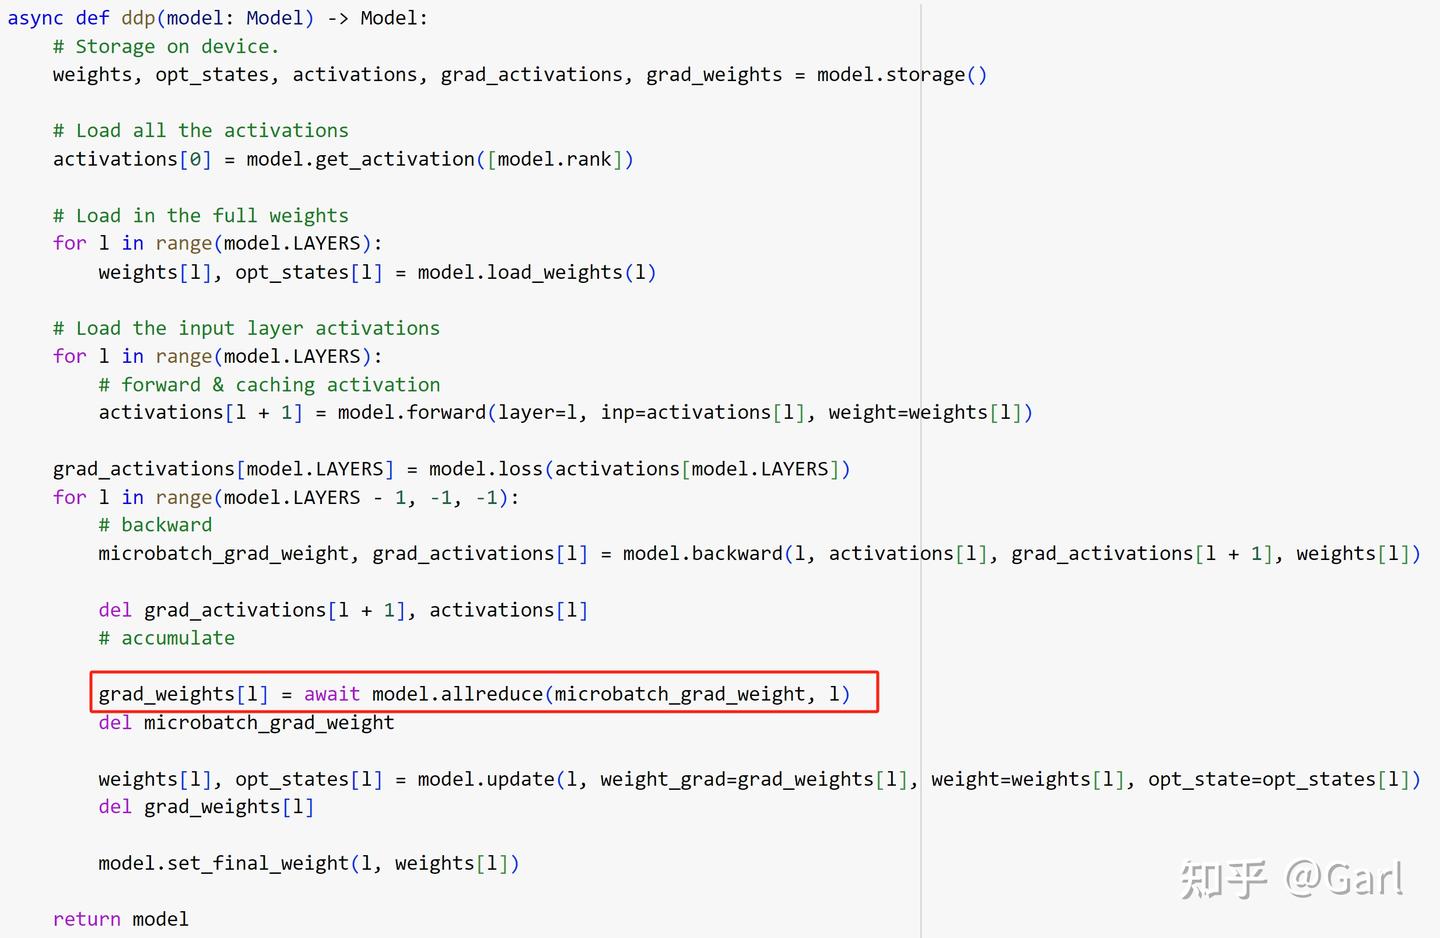 async def ddp(model: Model) -> Model:
    # Storage on device.
    weights, opt_states, activations, grad_activations, grad_weights = model.storage()

    # Load all the activations
    activations[0] = model.get_activation([model.rank])

    # Load in the full weights
    for l in range(model.LAYERS):
        weights[l], opt_states[l] = model.load_weights(l)

    # Load the input layer activations
    for l in range(model.LAYERS):
        # forward & caching activation
        activations[l + 1] = model.forward(layer=l, inp=activations[l], weight=weights[l])

    grad_activations[model.LAYERS] = model.loss(activations[model.LAYERS])
    for l in range(model.LAYERS - 1, -1, -1):
        # backward
        microbatch_grad_weight, grad_activations[l] = model.backward(l, activations[l], grad_activations[l + 1], weights[l])

        del grad_activations[l + 1], activations[l]
        # accumulate

        grad_weights[l] = await model.allreduce(microbatch_grad_weight, l)
        del microbatch_grad_weight

        weights[l], opt_states[l] = model.update(l, weight_grad=grad_weights[l], weight=weights[l], opt_state=opt_states[l])
        del grad_weights[l]

        model.set_final_weight(l, weights[l])

    return model
知乎 @Garl